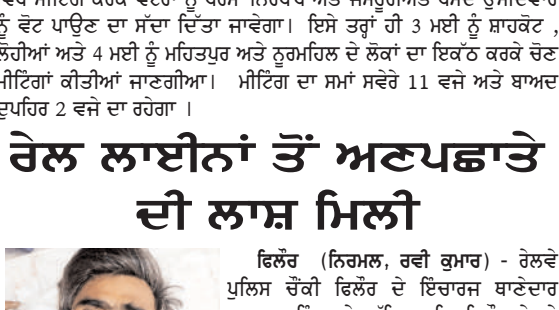 ਨੂੰ ਵੋਟ ਪਾਉਣ ਦਾ ਸੱਦਾ ਦਿੱਤਾ ਜਾਵੇਗਾ। ਇਸੇ ਤਰ੍ਹਾਂ ਹੀ 3 ਮਈ ਨੂੰ ਸ਼ਾਹਕੋਟ ,
ਲੋਹੀਆਂ ਅਤੇ 4 ਮਈ ਨੂੰ ਮਹਿਤਪੁਰ ਅਤੇ ਨੂਰਮਹਿਲ ਦੇ ਲੋਕਾਂ ਦਾ ਇਕੱਠ ਕਰਕੇ ਚੋਣ
ਮੀਟਿੰਗਾਂ ਕੀਤੀਆਂ ਜਾਣਗੀਆ। ਮੀਟਿੰਗ ਦਾ ਸਮਾਂ ਸਵੇਰੇ 11 ਵਜੇ ਅਤੇ ਬਾਅਦ
ਦੁਪਹਿਰ 2 ਵਜੇ ਦਾ ਰਹੇਗਾ ।
ਰੇਲ ਲਾਈਨਾਂ ਤੋਂ ਅਣਪਛਾਤੇ
ਦੀ ਲਾਸ਼ ਮਿਲੀ
ਫਿਲੌਰ (ਨਿਰਮਲ, ਰਵੀ ਕੁਮਾਰ) - ਰੇਲਵੇ
ਪੁਲਿਸ ਚੌਂਕੀ ਫਿਲੌਰ ਦੇ ਇੰਚਾਰਜ ਥਾਣੇਦਾਰ